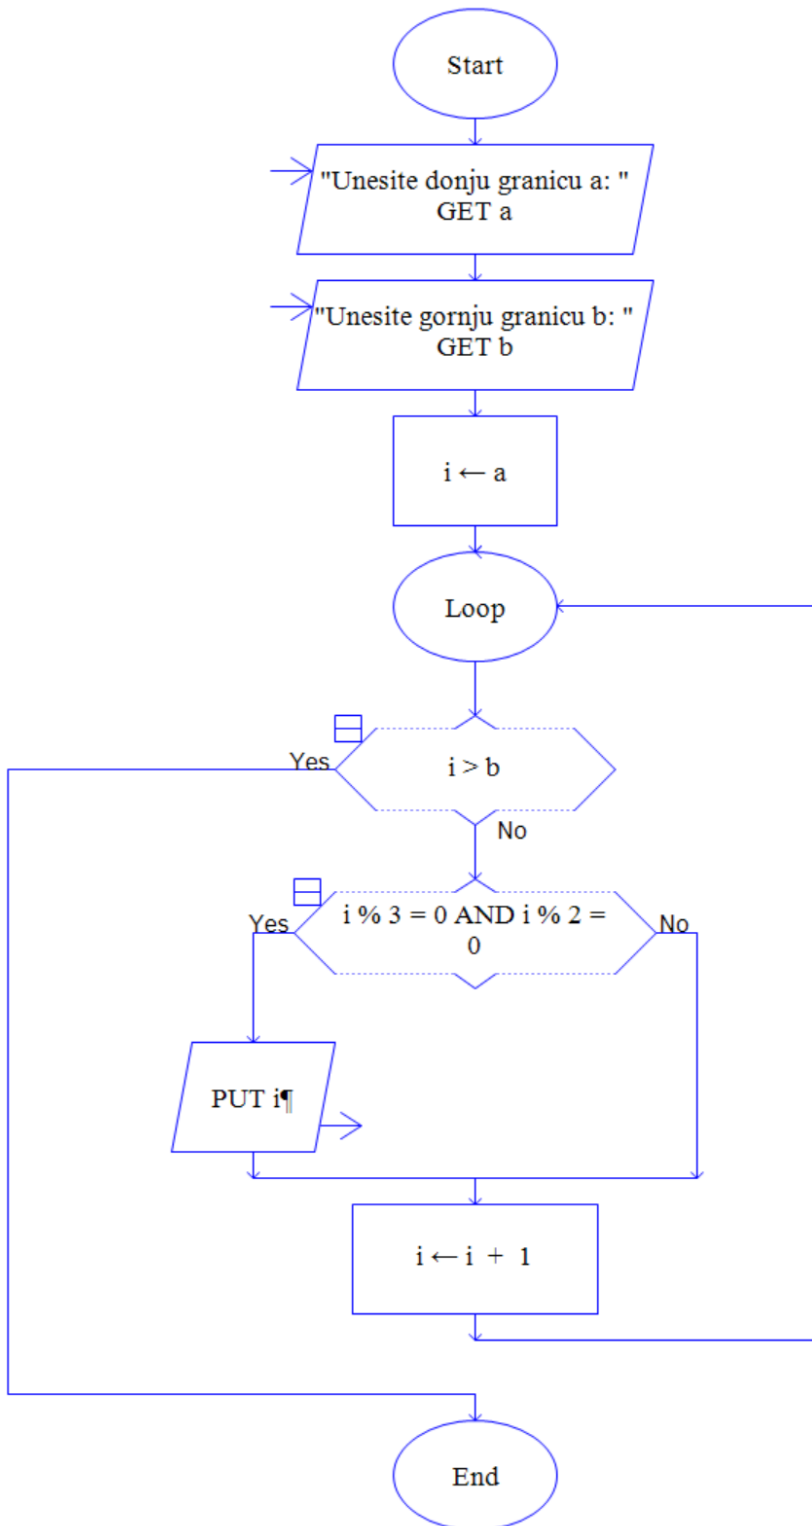 Start
"Unesite donju granicu a: "
GET a
"Unesite gornju granicu b: "
GET b
i ← a
Loop
Yes
i > b
No
Yes
i % 3 = 0 AND i % 2 =
0
No
PUT i¶
i ← i + 1
End